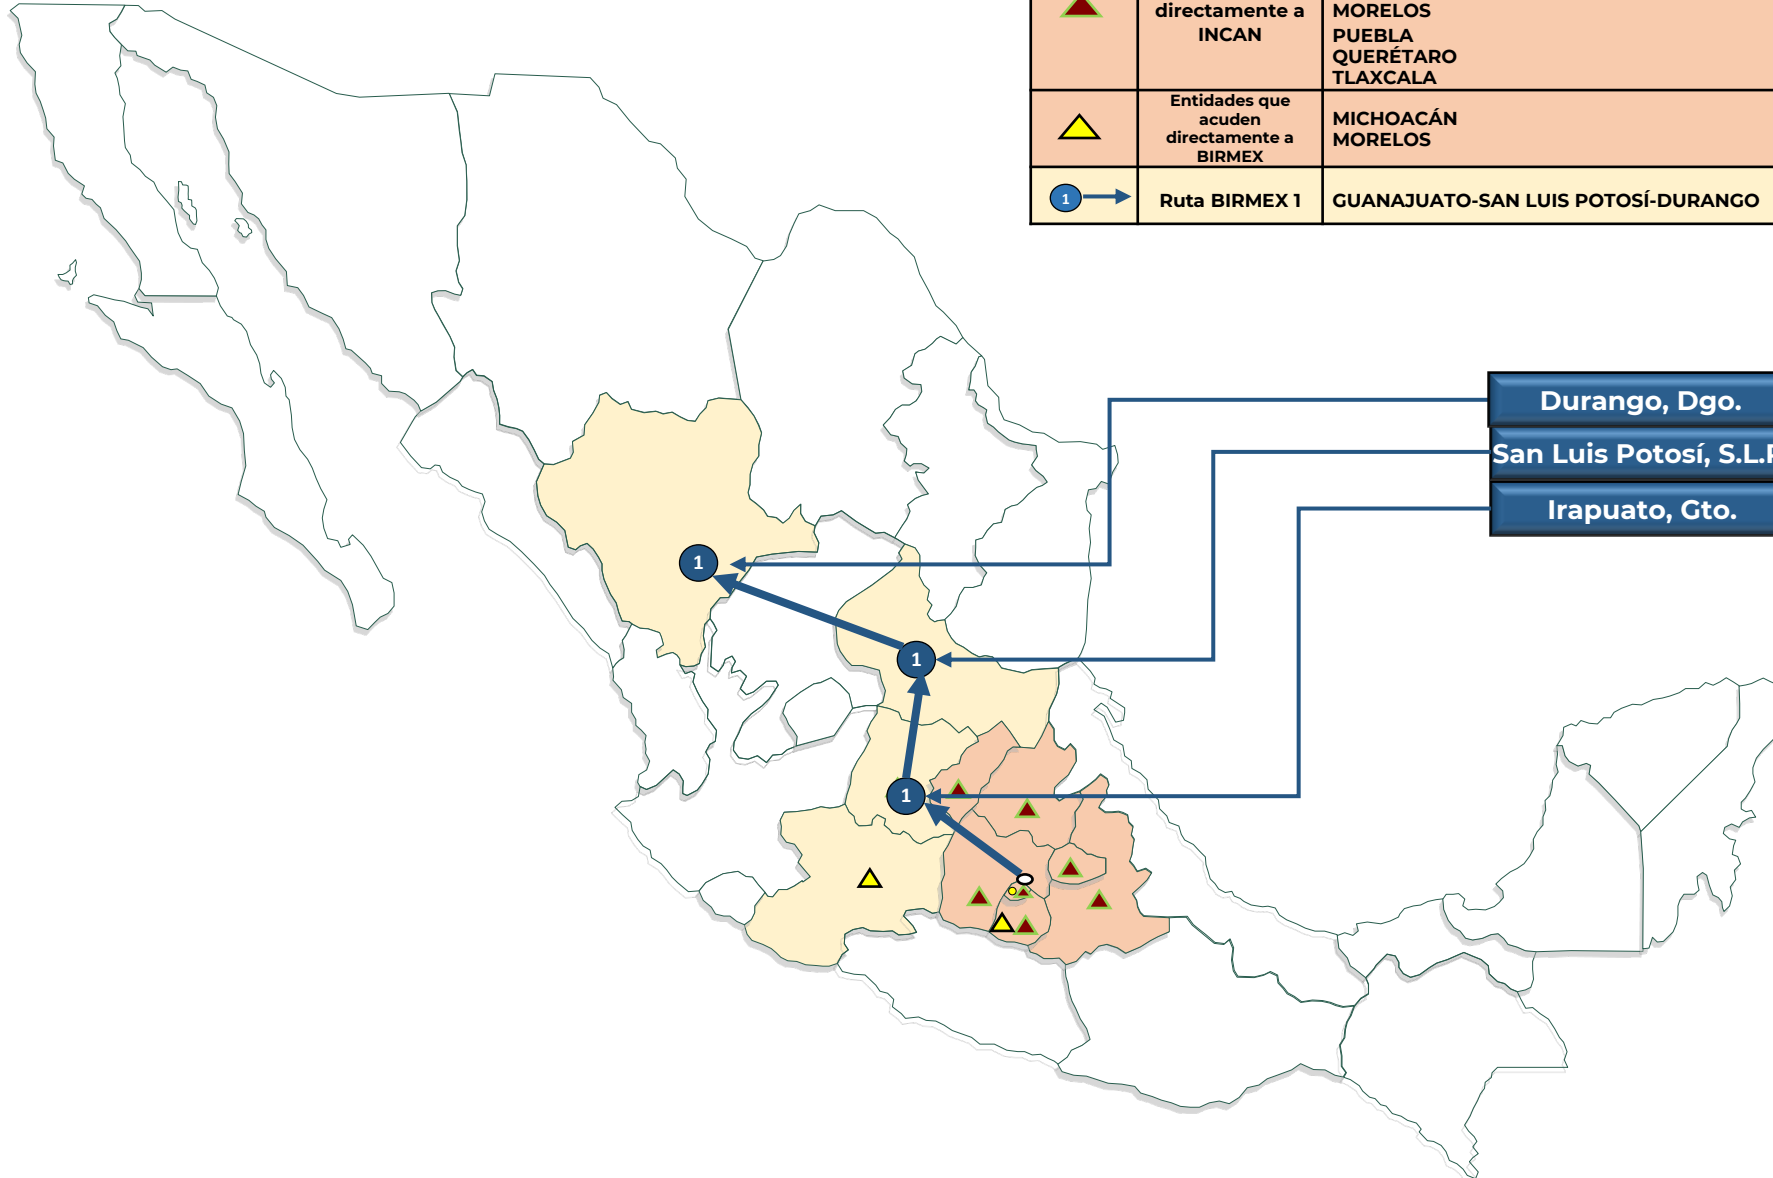 directamente a
INCAN
MORELOS
PUEBLA
QUERÉTARO
TLAXCALA
Entidades que
acuden
directamente a
BIRMEX
MICHOACÁN
MORELOS
1
Ruta BIRMEX 1
GUANAJUATO-SAN LUIS POTOSÍ-DURANGO
Durango, Dgo.
San Luis Potosí, S.L.P
Irapuato, Gto.
1
1
1